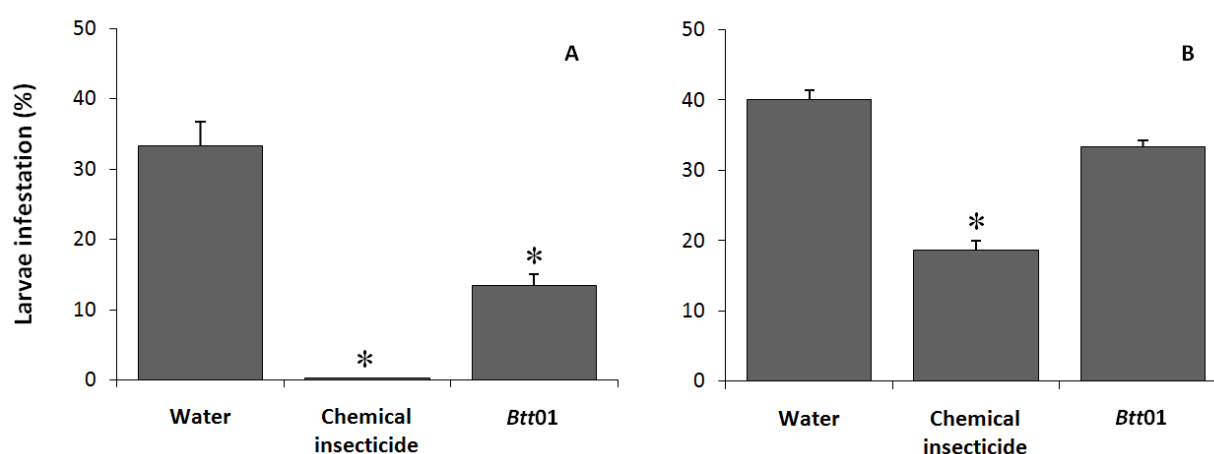 Larvae infestation (%)
50
40
30
20
10
0
A
*
*
Water
Chemical
insecticide
Btt01
50
40
30
20
10
0
B
*
Water
Chemical
insecticide
Btt01